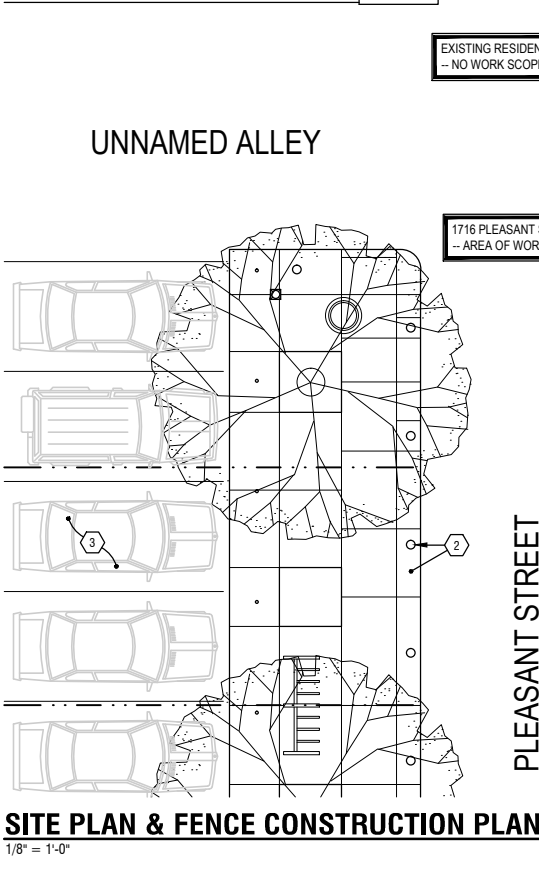 EXISTING RESIDEN
-- NO WORK SCOP
UNNAMED ALLEY
1716 PLEASANT
-- AREA OF WOR
3
2
PLEASANT STREET
SITE PLAN & FENCE CONSTRUCTION PLAN
1/8" = 1'-0"